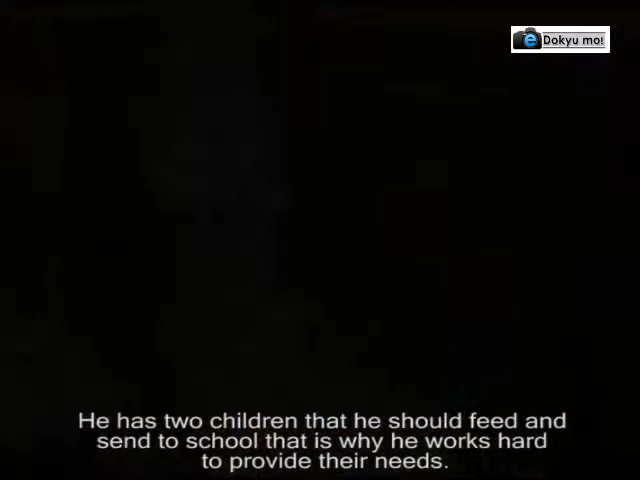 Dokyu mo!
He has two children that he should feed and
send to school that is why he works hard
to provide their needs.